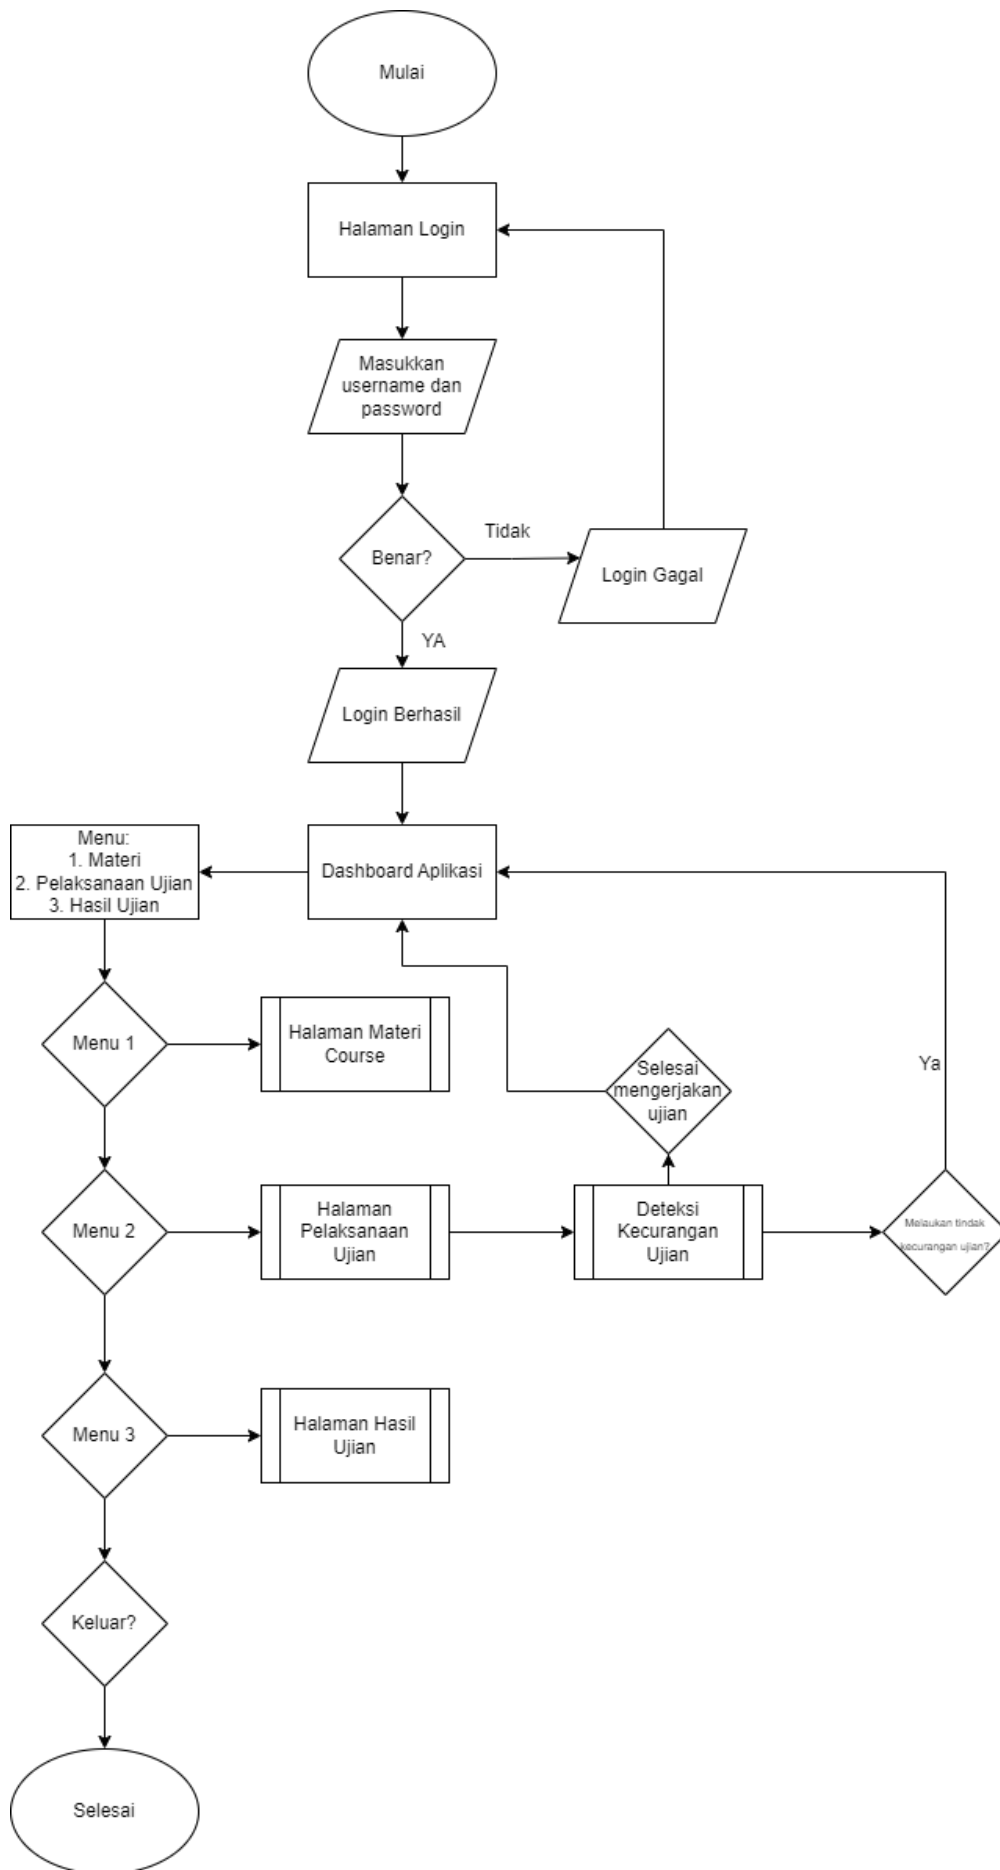 Mulai
Halaman Login
Masukkan
username dan
password
Benar?
Tidak
Login Gagal
YA
Login Berhasil
Menu:
1. Materi
2. Pelaksanaan Ujian
3. Hasil Ujian
Dashboard Aplikasi
Menu 1
Halaman Materi
Course
Selesai
mengerjakan
ujian
Ya
Menu 2
Halaman
Pelaksanaan
Ujian
Deteksi
Kecurangan
Ujian
Melaukan tindak
kecurangan ujian?
Menu 3
Halaman Hasil
Ujian
Keluar?
Selesai